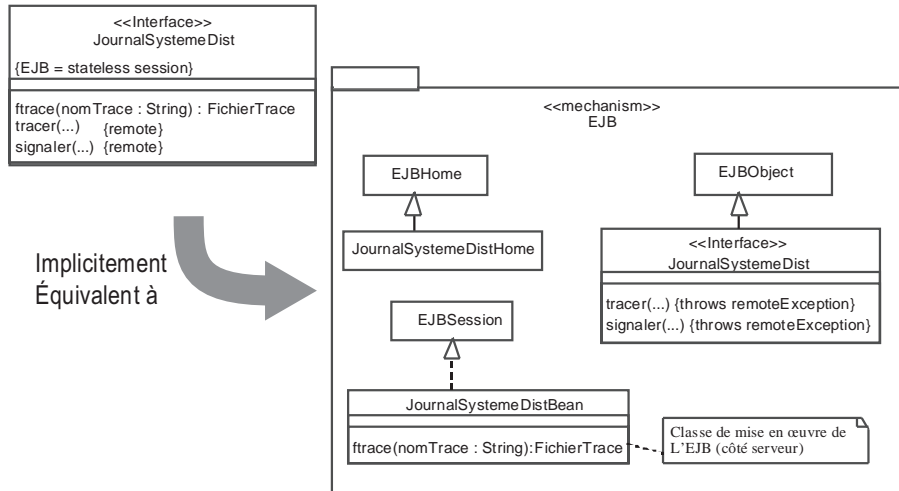 <<Interface>>
JournalSystemeDist
{EJB = stateless session}
ftrace(nomTrace : String) : FichierTrace
tracer(...) {remote}
signaler(...) {remote}
Implicitement
Équivalent à
<<mechanism>>
EJB
EJBHome
JournalSystemeDistHome
EJBObject
<<Interface>>
JournalSystemeDist
tracer(...) {throws remoteException}
signaler(...) {throws remoteException}
EJBSession
JournalSystemeDistBean
ftrace(nomTrace : String):FichierTrace
Classe de mise en œuvre de
L'EJB (côté serveur)